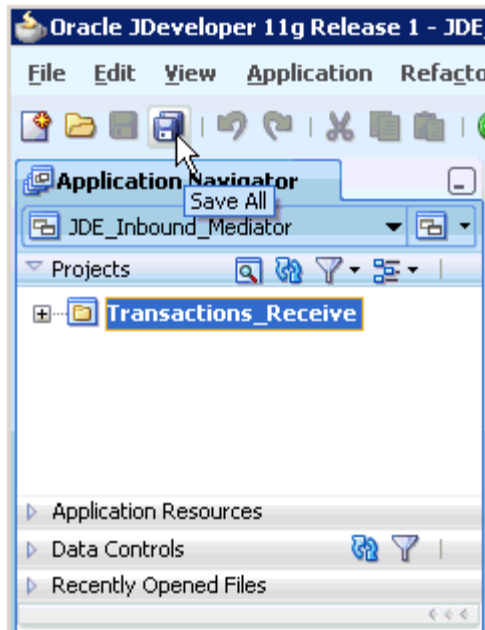 Oracle JDeveloper 11g Release 1 - JDE
File Edit View Application Refacto
Application Navigator
Save All
JDE_Inbound_Mediator
Projects
Transactions_Receive
Application Resources
Data Controls
Recently Opened Files